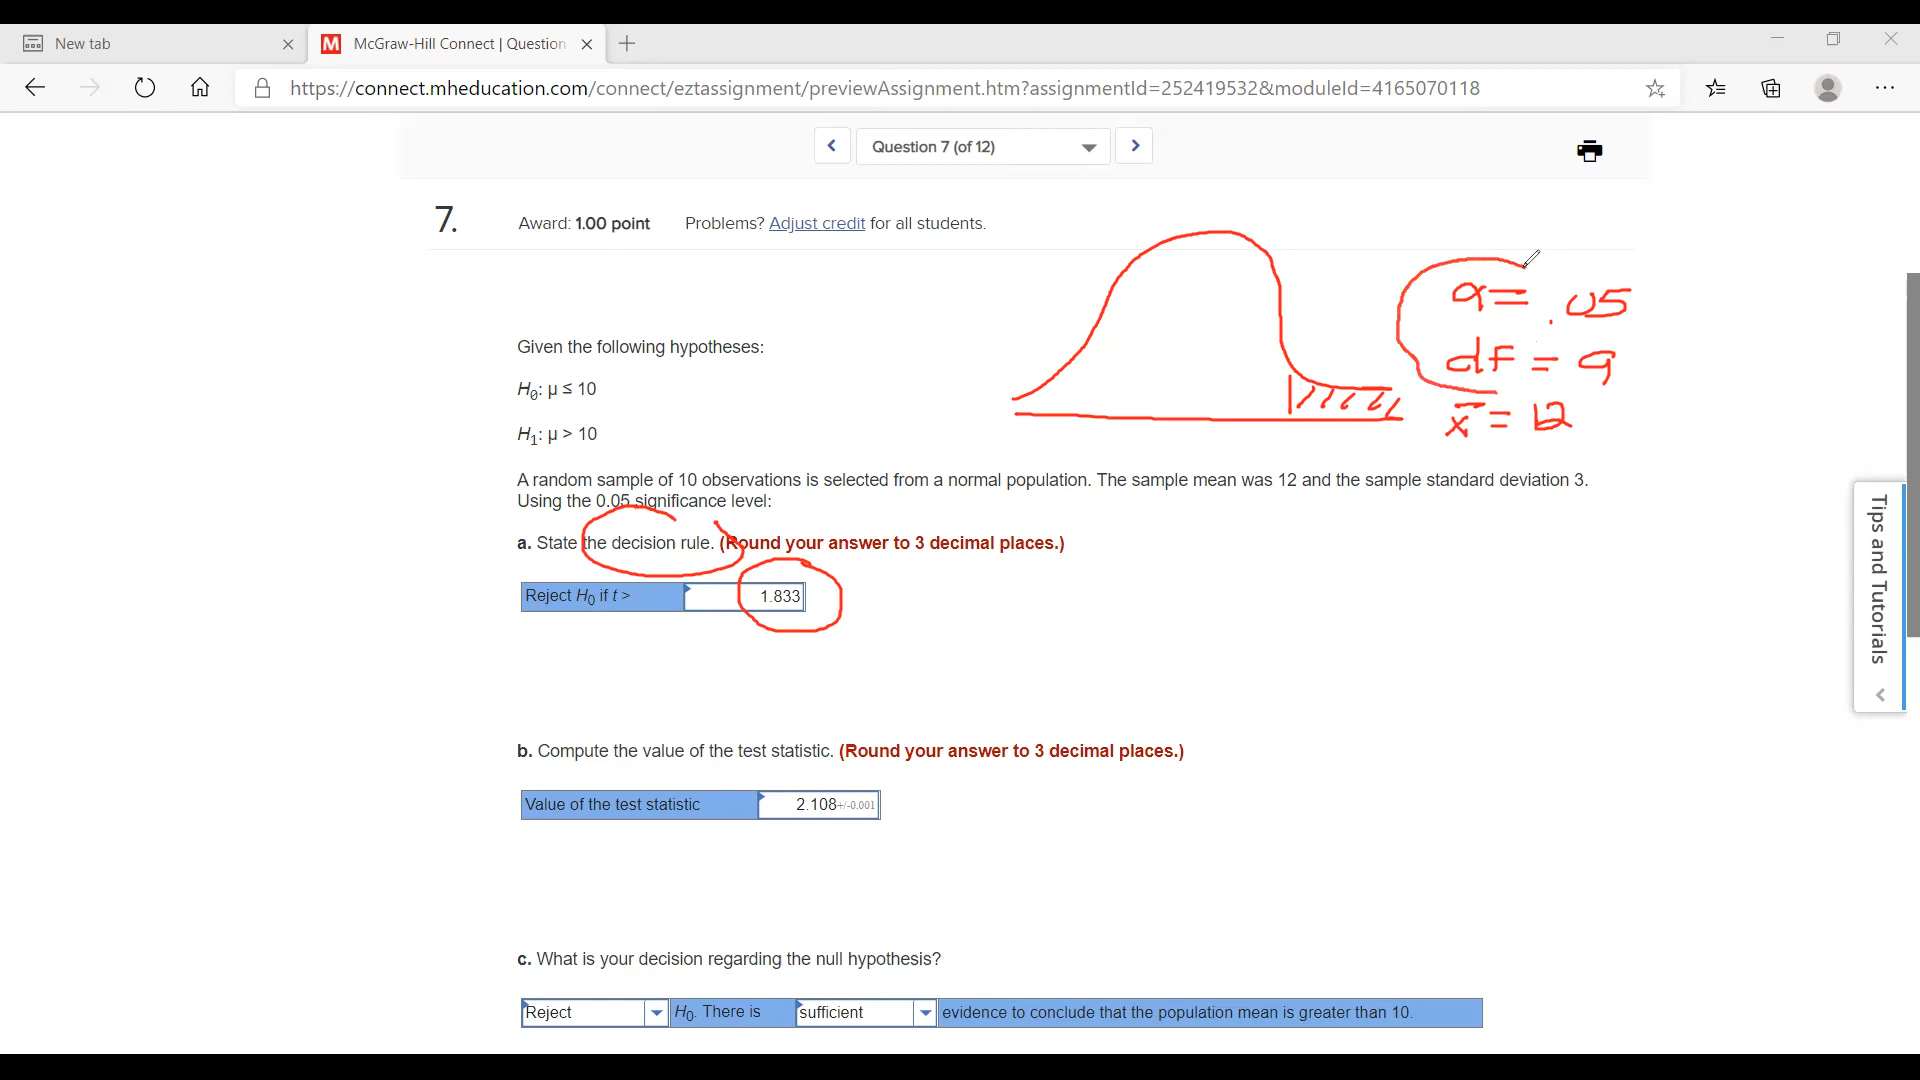 New tab
McGraw-Hill Connect | Question
https://connect.mheducation.com/connect/eztassignment/previewAssignment.htm?assignmentId=252419532&moduleId=4165070118
Question 7 (of 12)
7.
Award: 1.00 point Problems? Adjust credit for all students.
α = .05
df = 9
x̄ = 12
Given the following hypotheses:
H0: μ ≤ 10
H1: μ > 10
A random sample of 10 observations is selected from a normal population. The sample mean was 12 and the sample standard deviation 3.
Using the 0.05 significance level:
a. State the decision rule. (Round your answer to 3 decimal places.)
Reject H0 if t > 1.833
b. Compute the value of the test statistic. (Round your answer to 3 decimal places.)
Value of the test statistic 2.108+/-0.001
c. What is your decision regarding the null hypothesis?
Reject H0. There is sufficient evidence to conclude that the population mean is greater than 10.
Tips and Tutorials